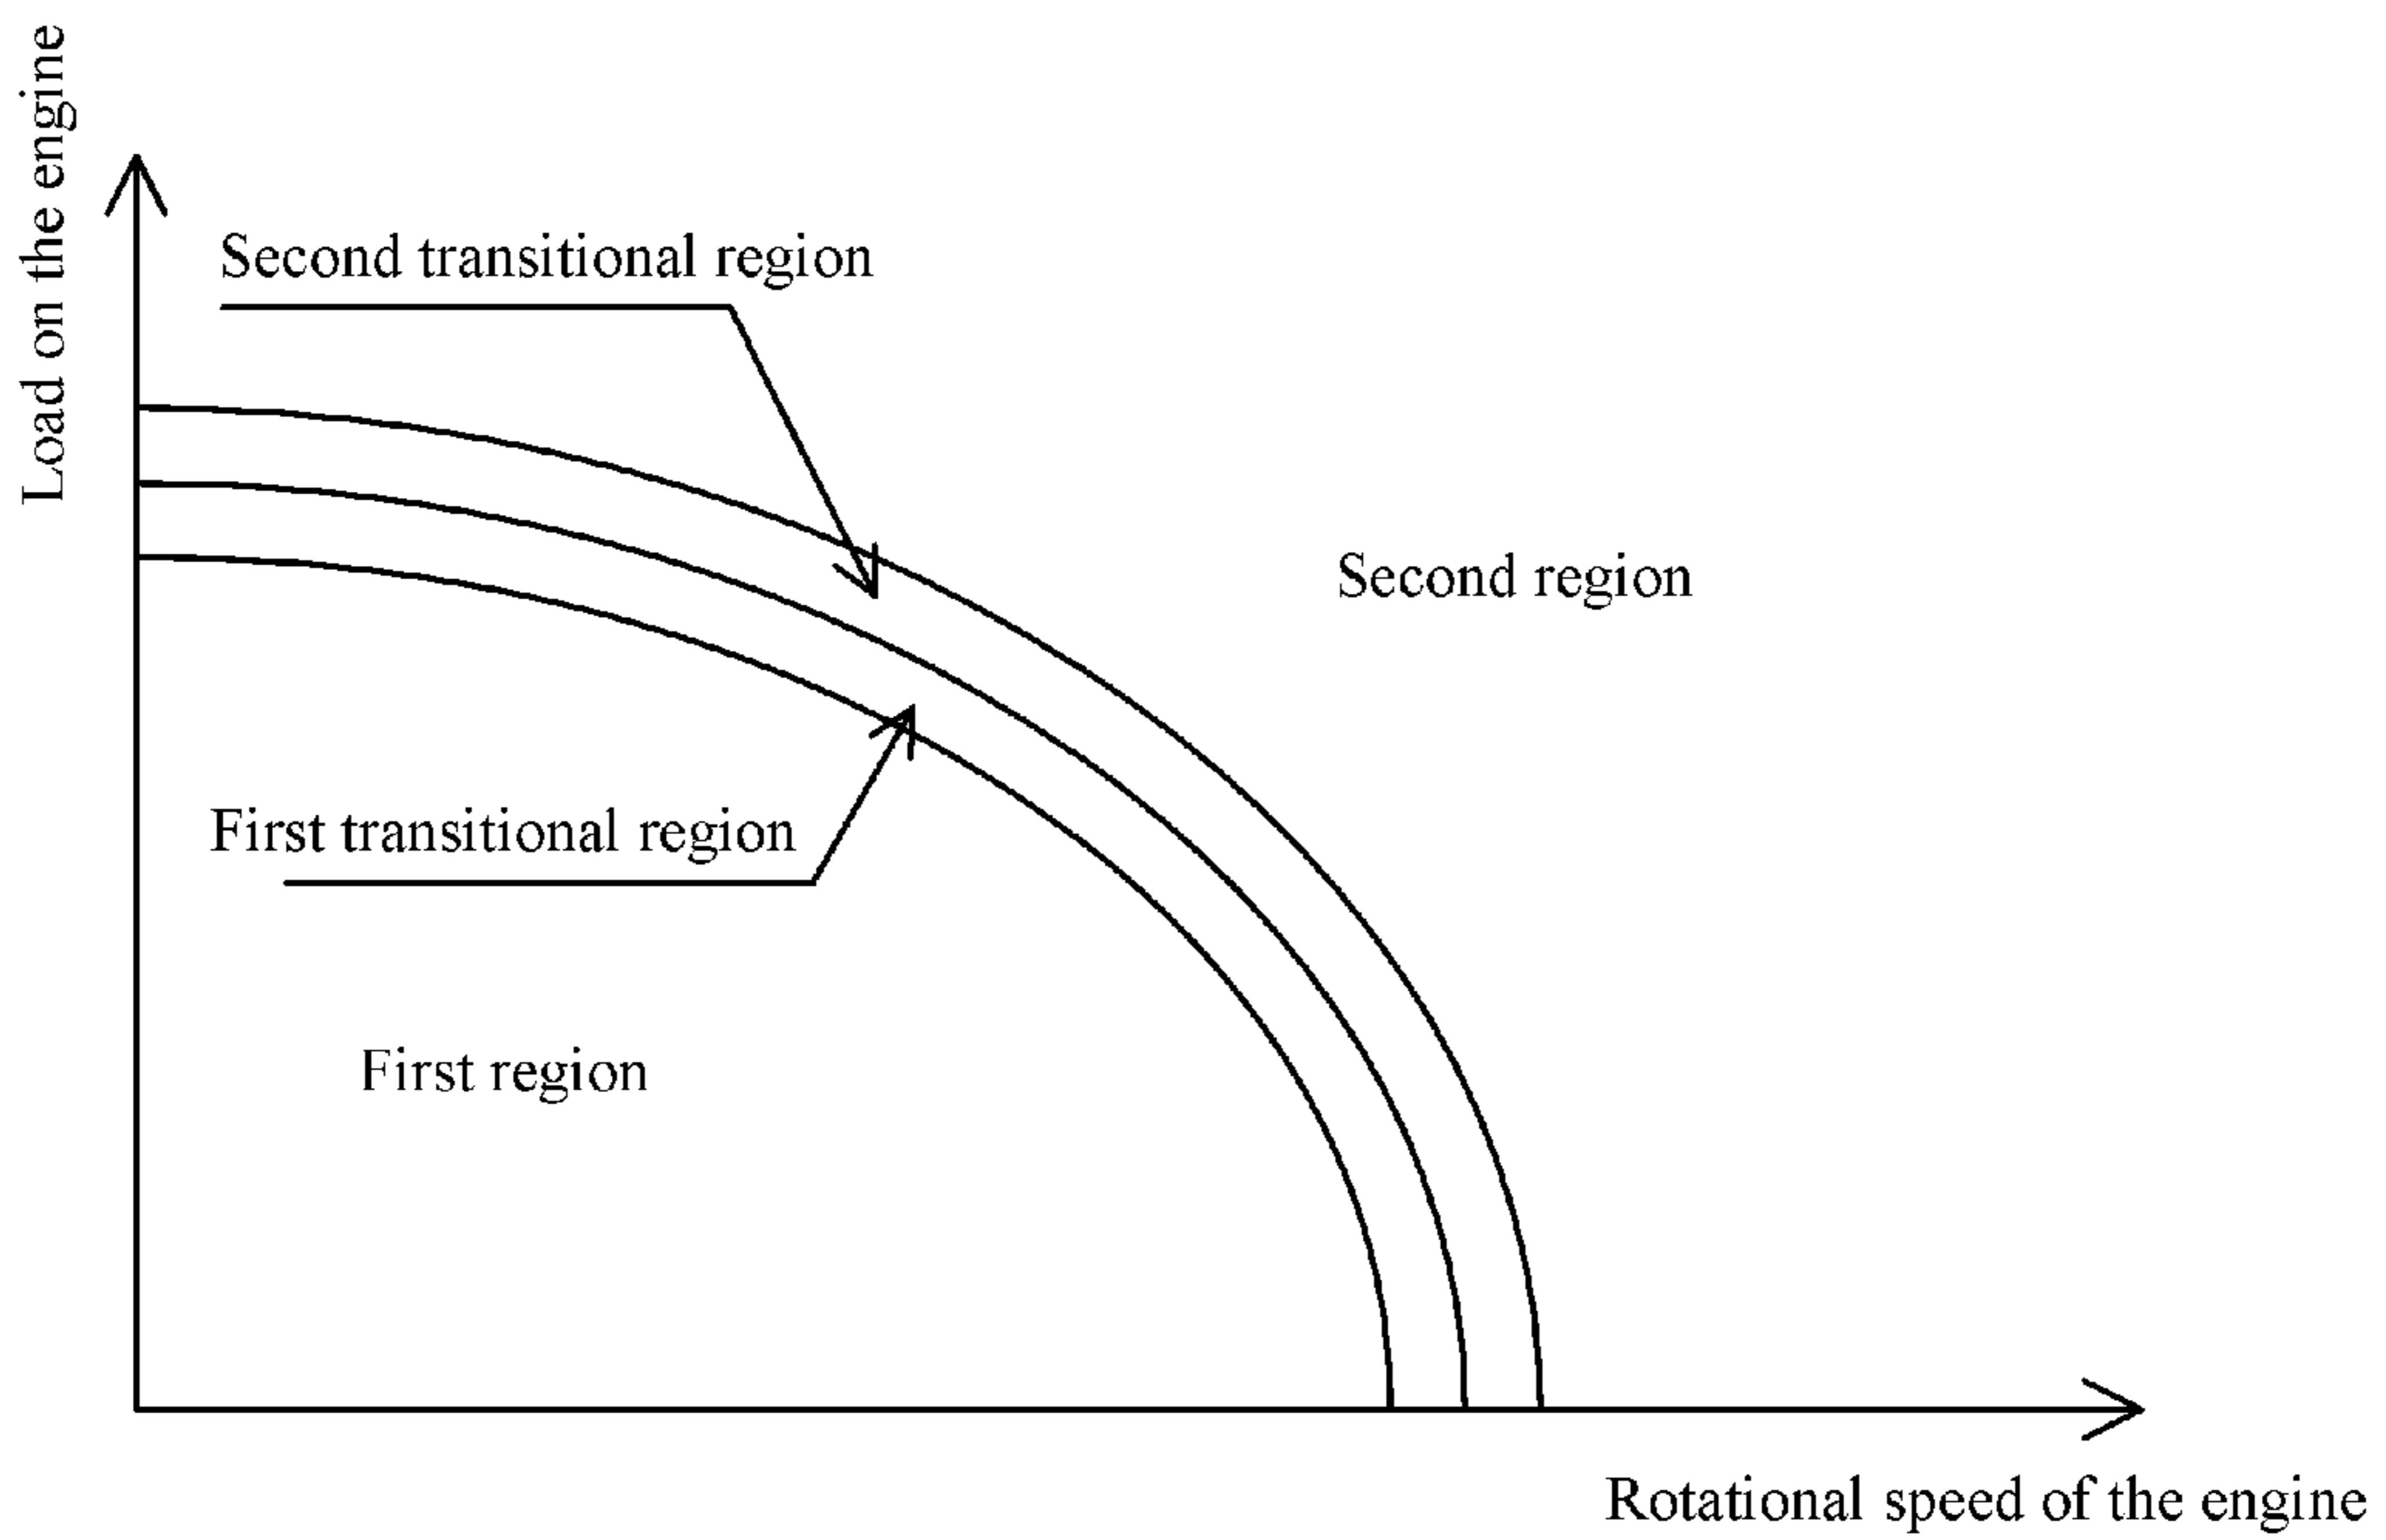 Load on the engine
Second transitional region
Second region
First transitional region
First region
Rotational speed of the engine